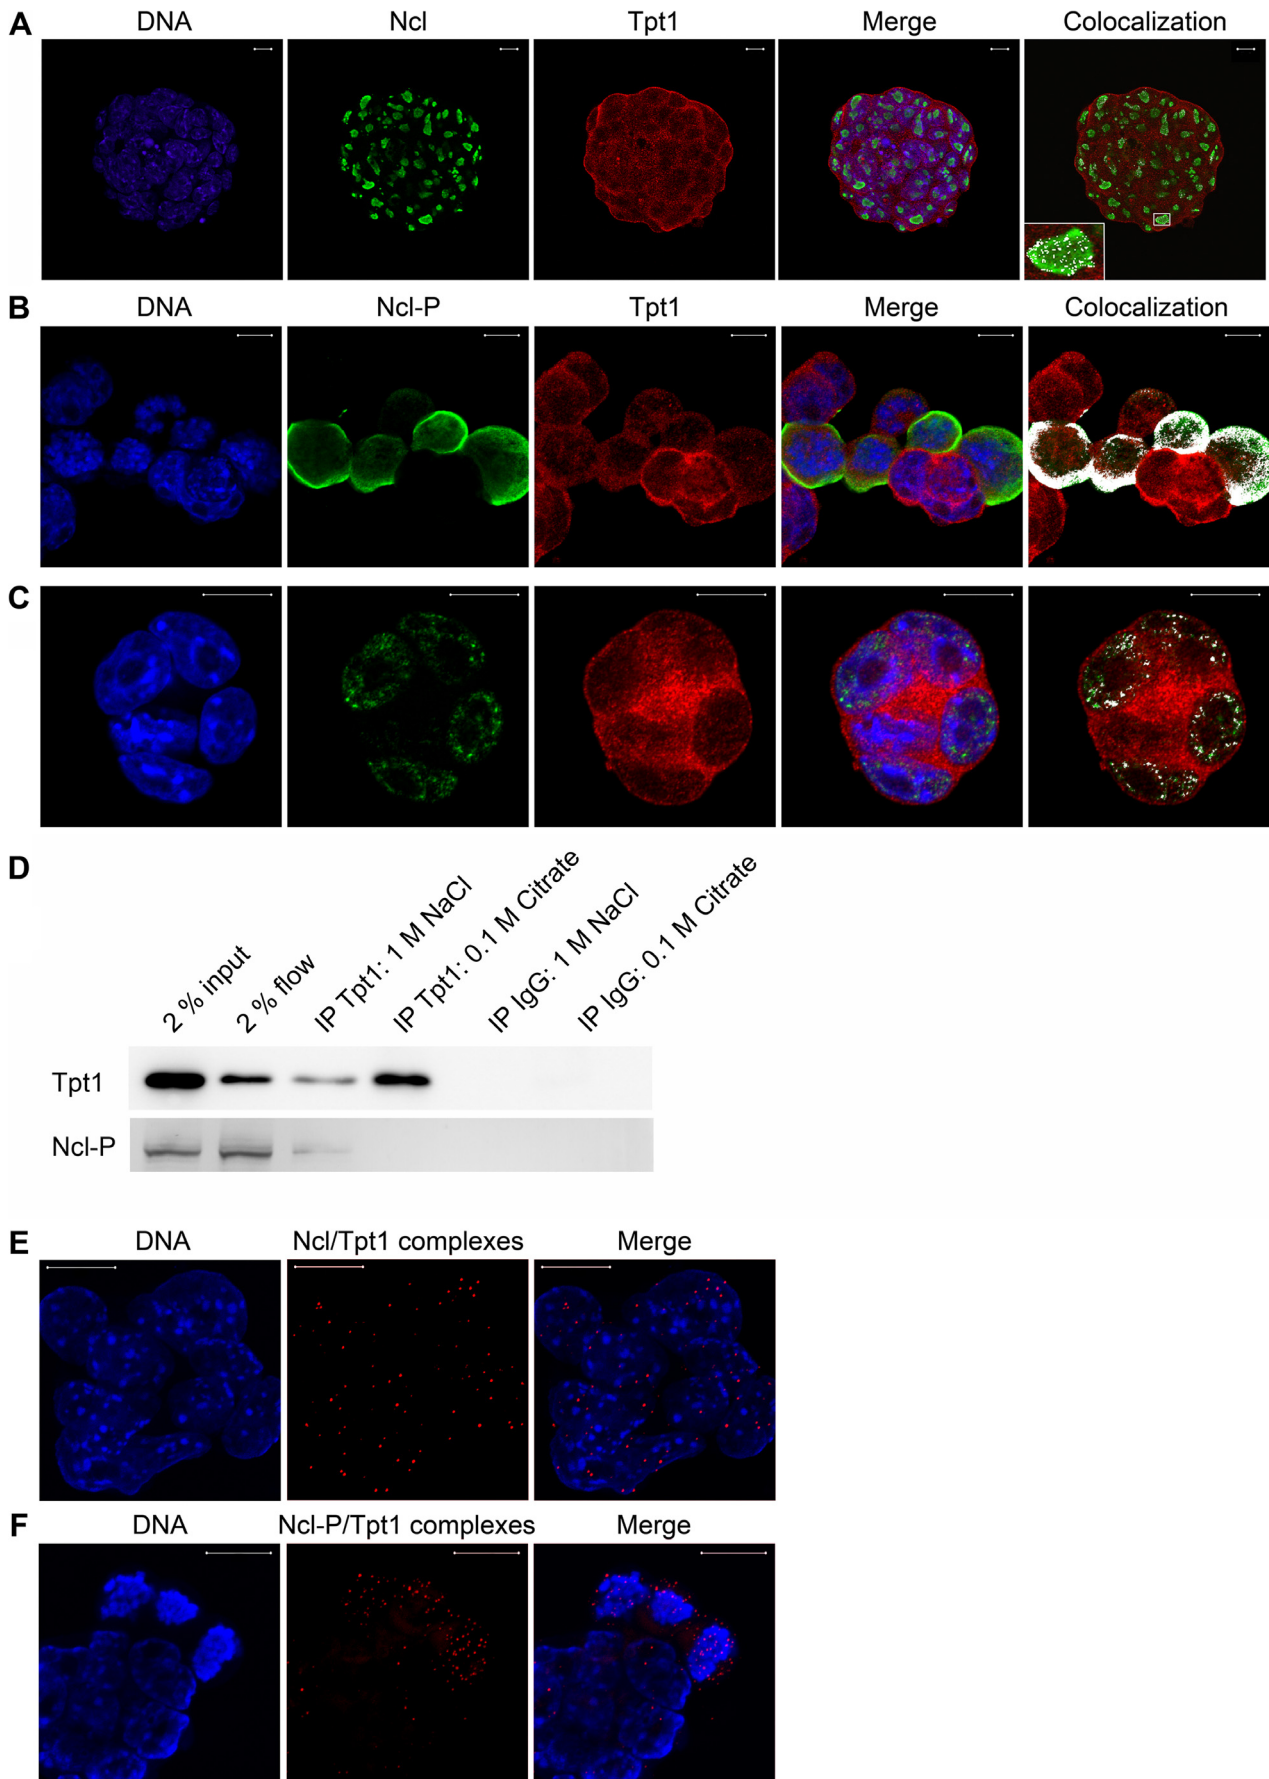 A
DNA Ncl Tpt1 Merge Colocalization
B
DNA Ncl-P Tpt1 Merge Colocalization
C
D
2 % input
2 % flow
IP Tpt1: 1 M NaCl
IP Tpt1: 0.1 M Citrate
IP IgG: 1 M NaCl
IP IgG: 0.1 M Citrate
Tpt1
Ncl-P
E
DNA Ncl/Tpt1 complexes Merge
F
DNA Ncl-P/Tpt1 complexes Merge